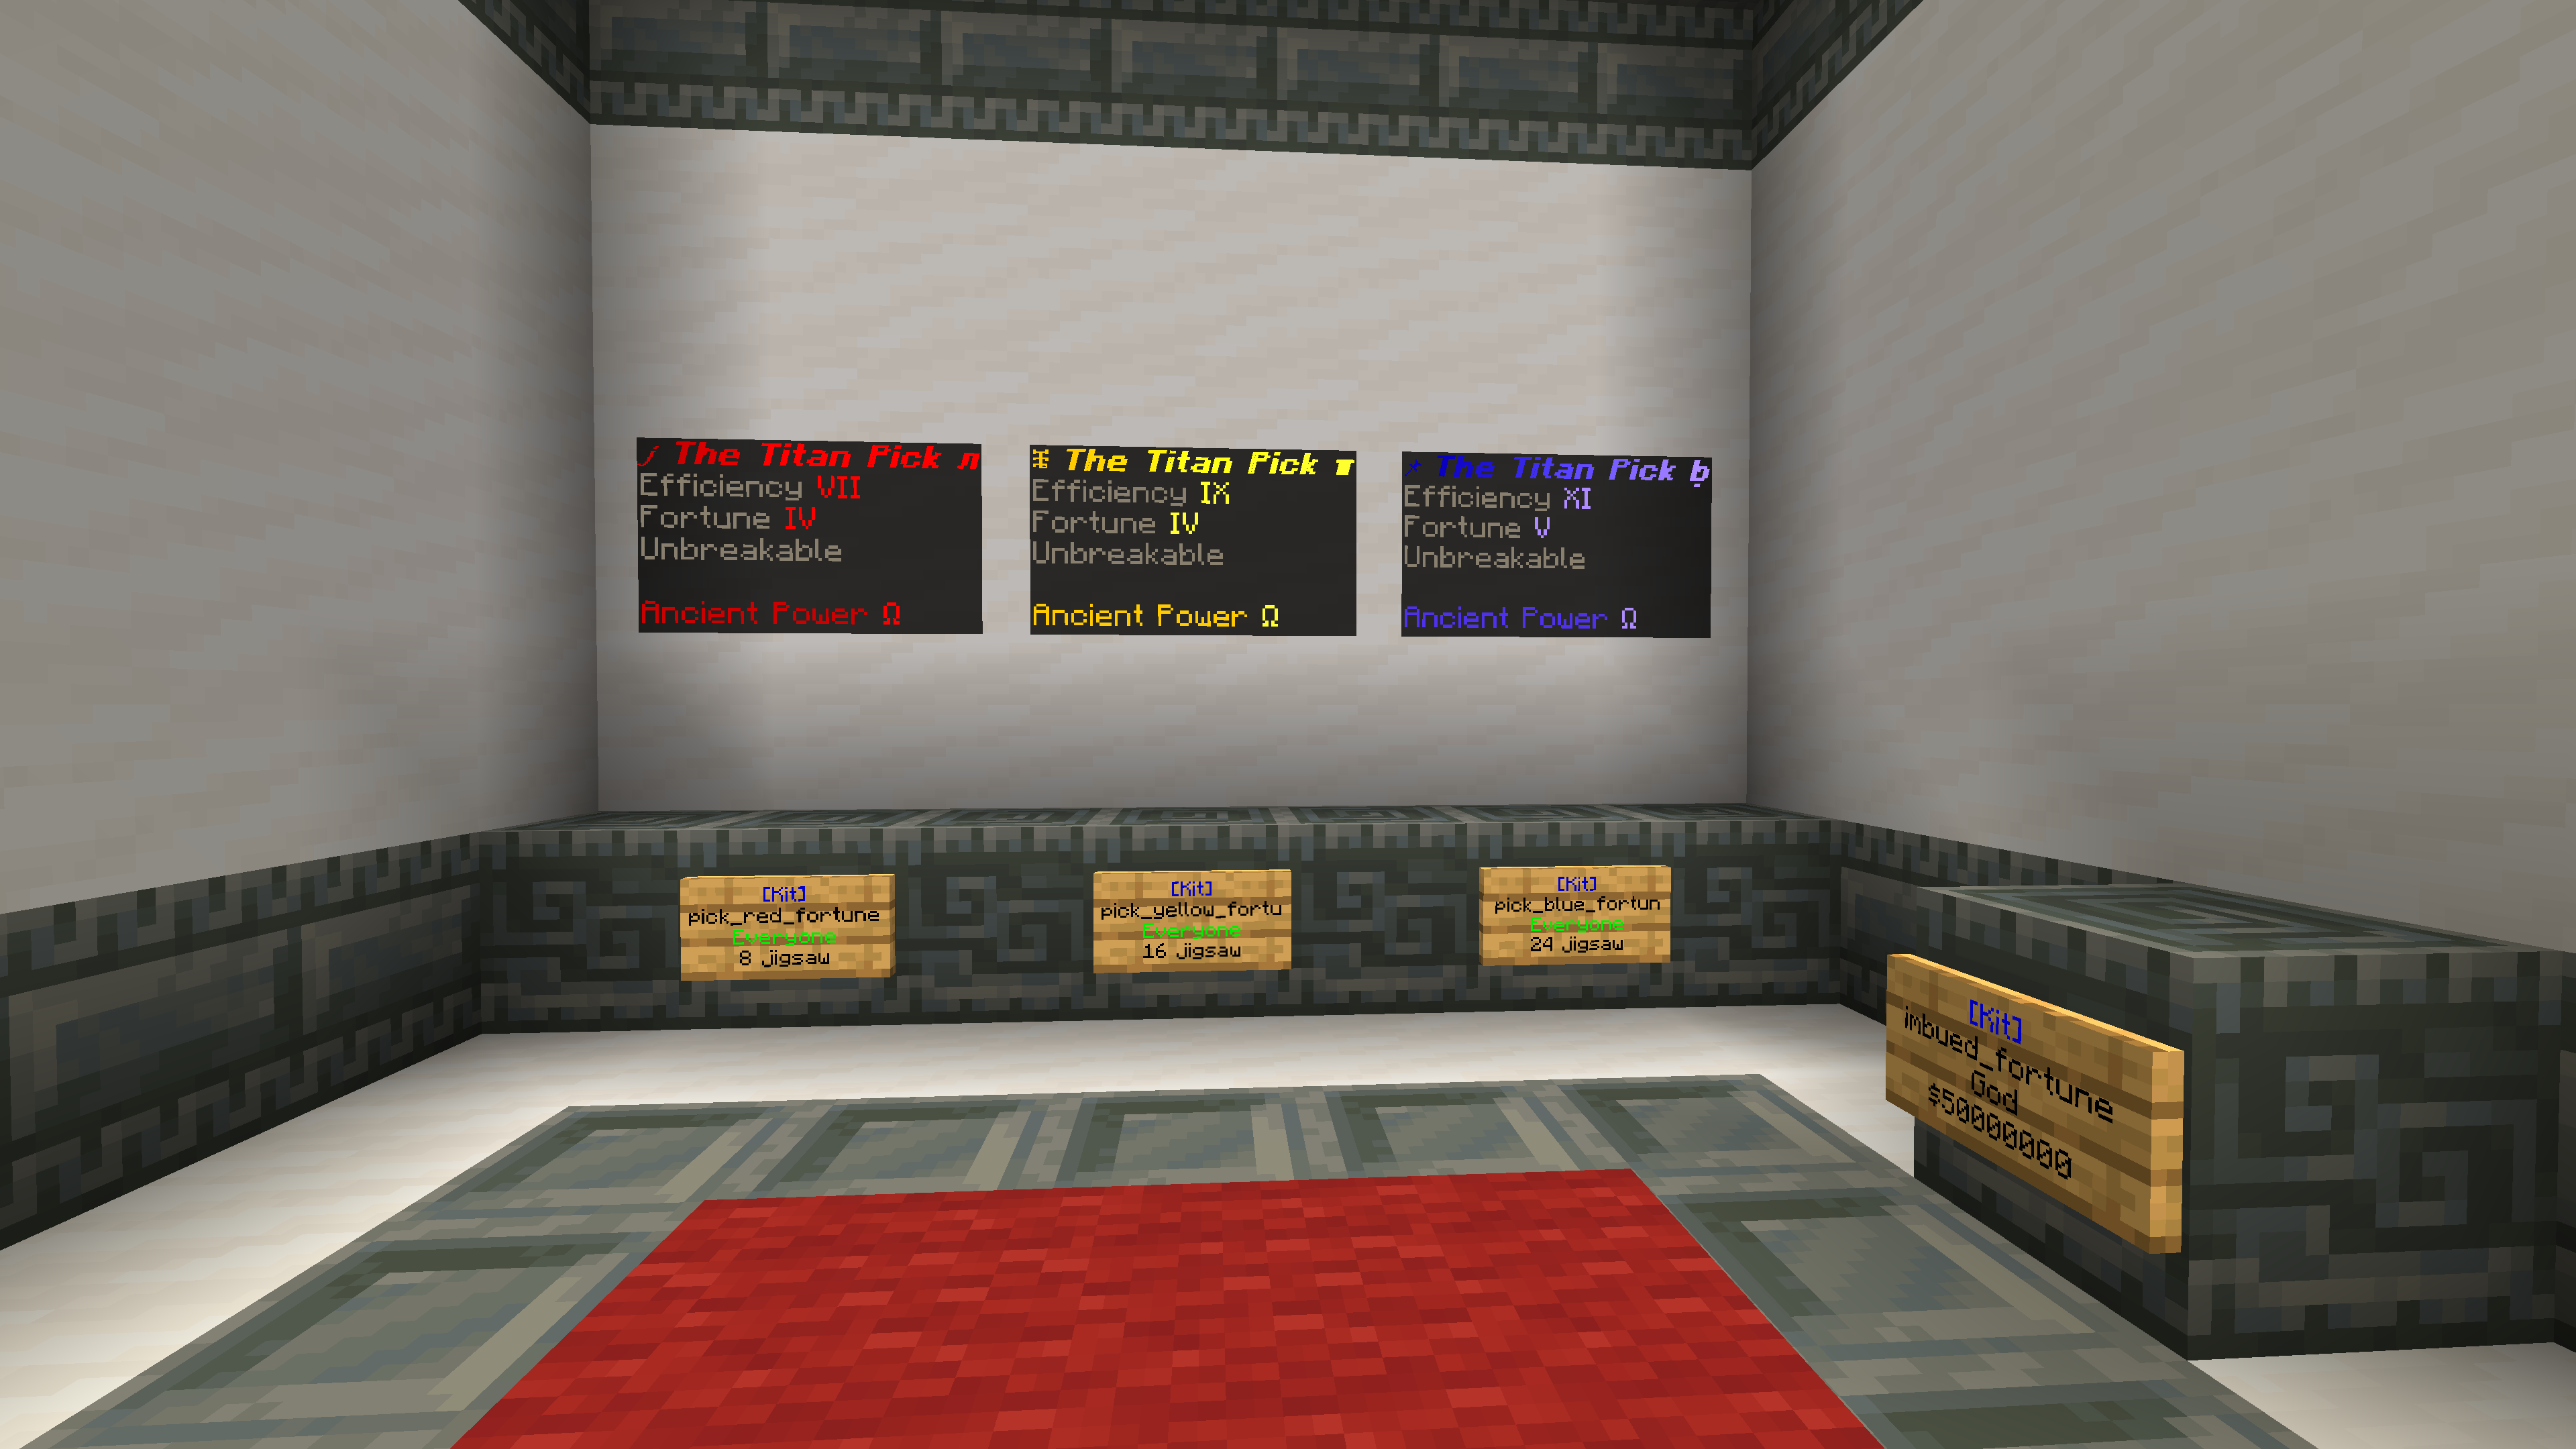 ƒ The Titan Pick ♬
Efficiency VII
Fortune IV
Unbreakable
Ancient Power Ω
The Titan Pick
Efficiency IX
Fortune IV
Unbreakable
Ancient Power Ω
The Titan Pick
Efficiency XI
Fortune V
Unbreakable
Ancient Power Ω
[Kit]
pick_red_fortune
Everyone
8 jigsaw
[Kit]
pick_yellow_fortu
Everyone
16 jigsaw
[Kit]
pick_blue_fortun
Everyone
24 jigsaw
[Kit]
imbued_fortune
God
$50000000